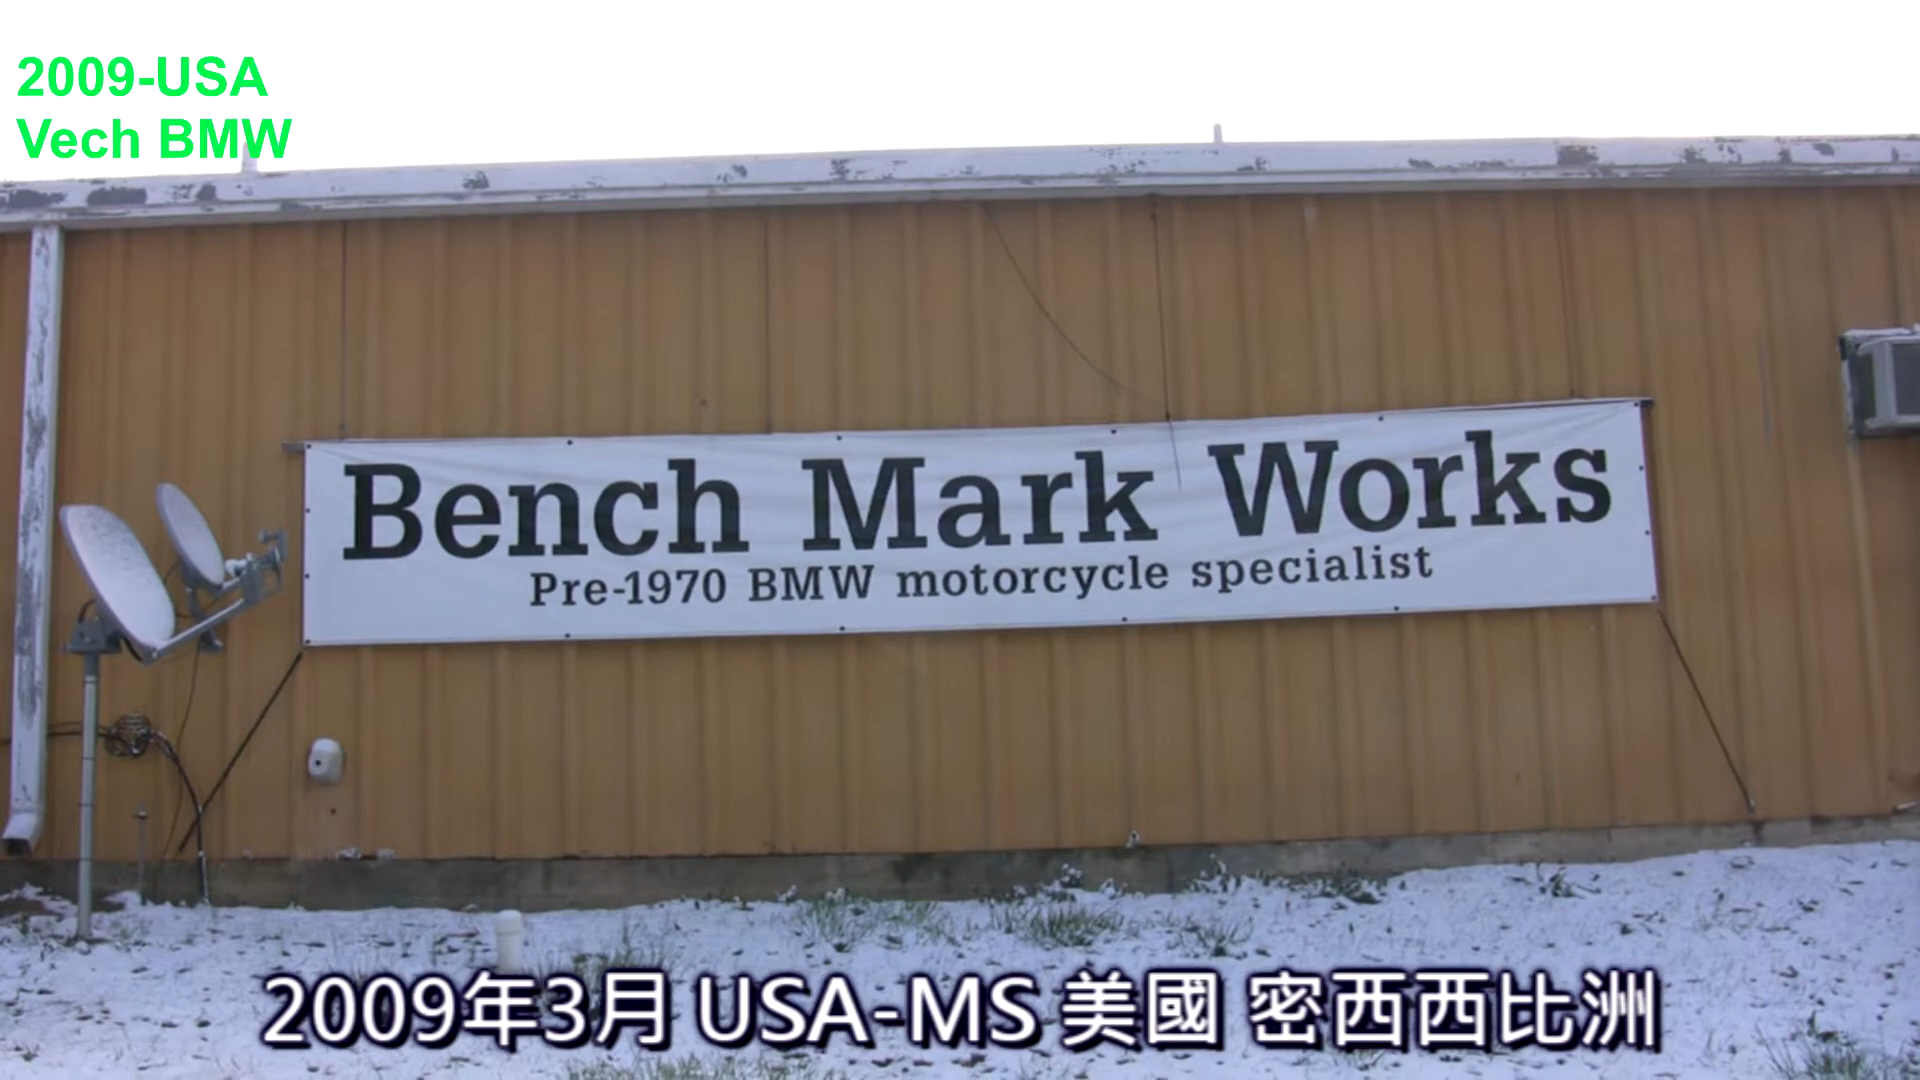 2009-USA
Vech BMW
Bench Mark Works
Pre-1970 BMW motorcycle specialist
2009年3月 USA-MS 美國 密西西比洲